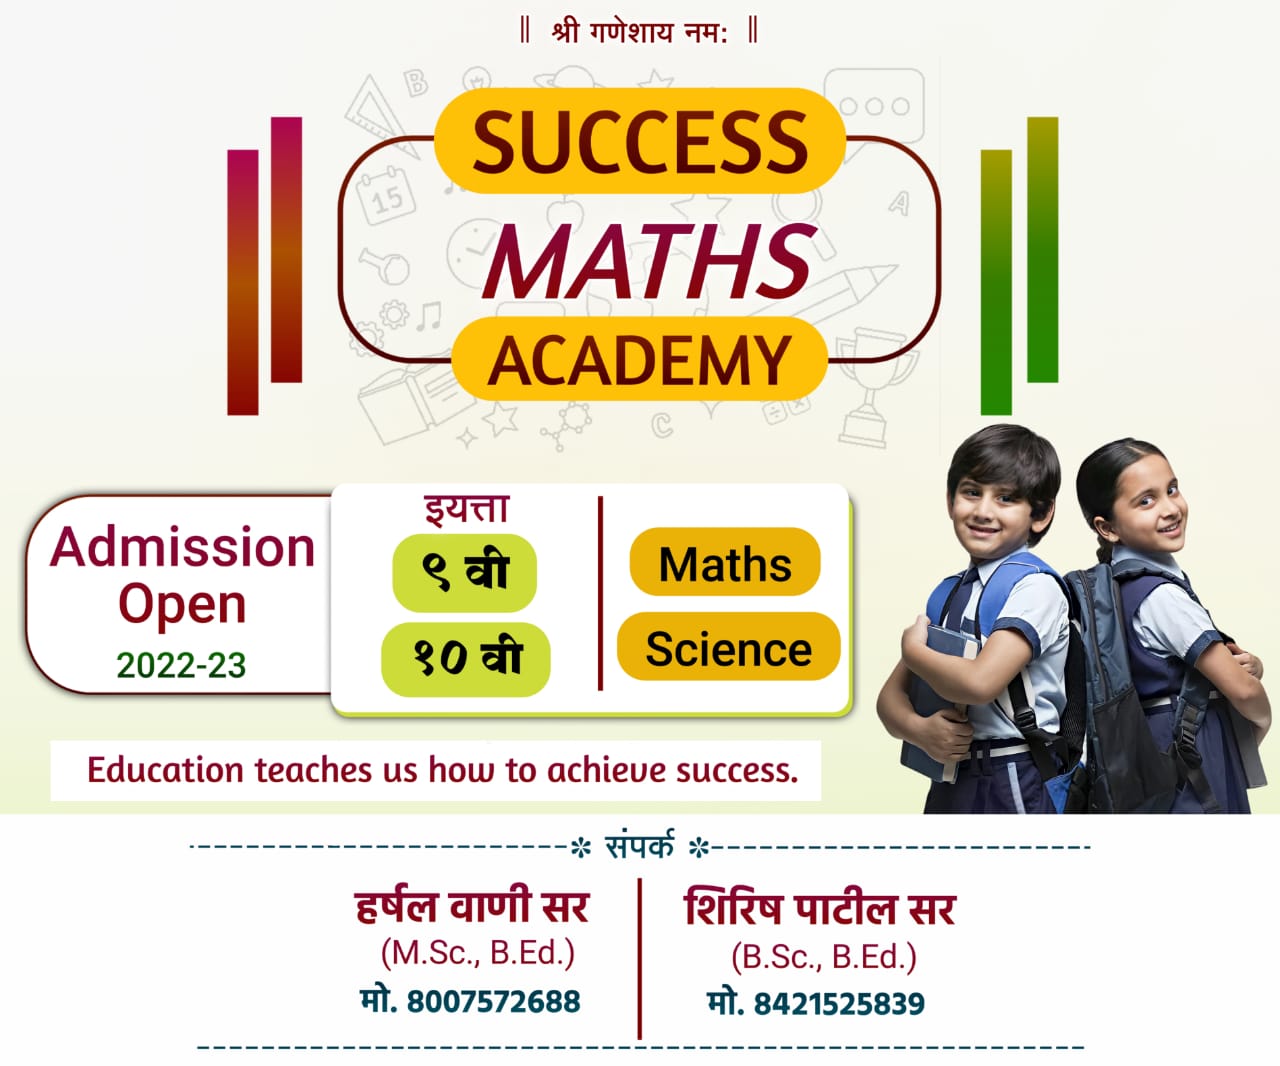 ॥ श्री गणेशाय नम: ॥
SUCCESS
MATHS
ACADEMY
Admission
Open
2022-23
इयत्ता
९ वी
१० वी
Maths
Science
Education teaches us how to achieve success.
संपर्क
हर्षल वाणी सर
(M.Sc., B.Ed.)
मो. 8007572688
शिरिष पाटील सर
(B.Sc., B.Ed.)
मो. 8421525839
B
15
A
C